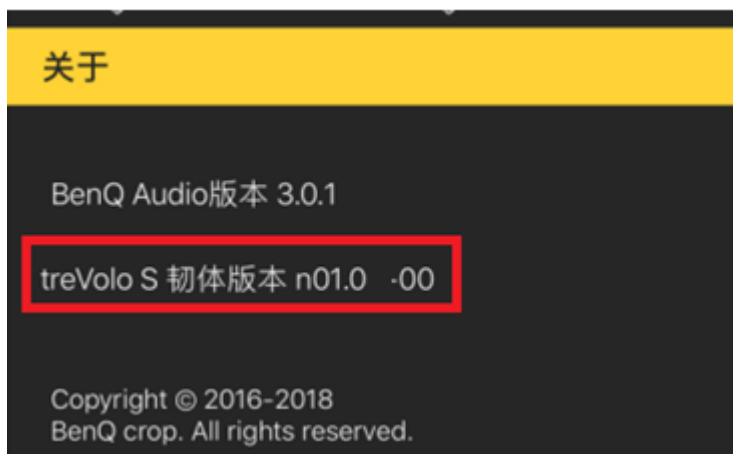 关于
BenQ Audio版本 3.0.1
treVolo S 韧体版本 n01.0 -00
Copyright © 2016-2018
BenQ crop. All rights reserved.